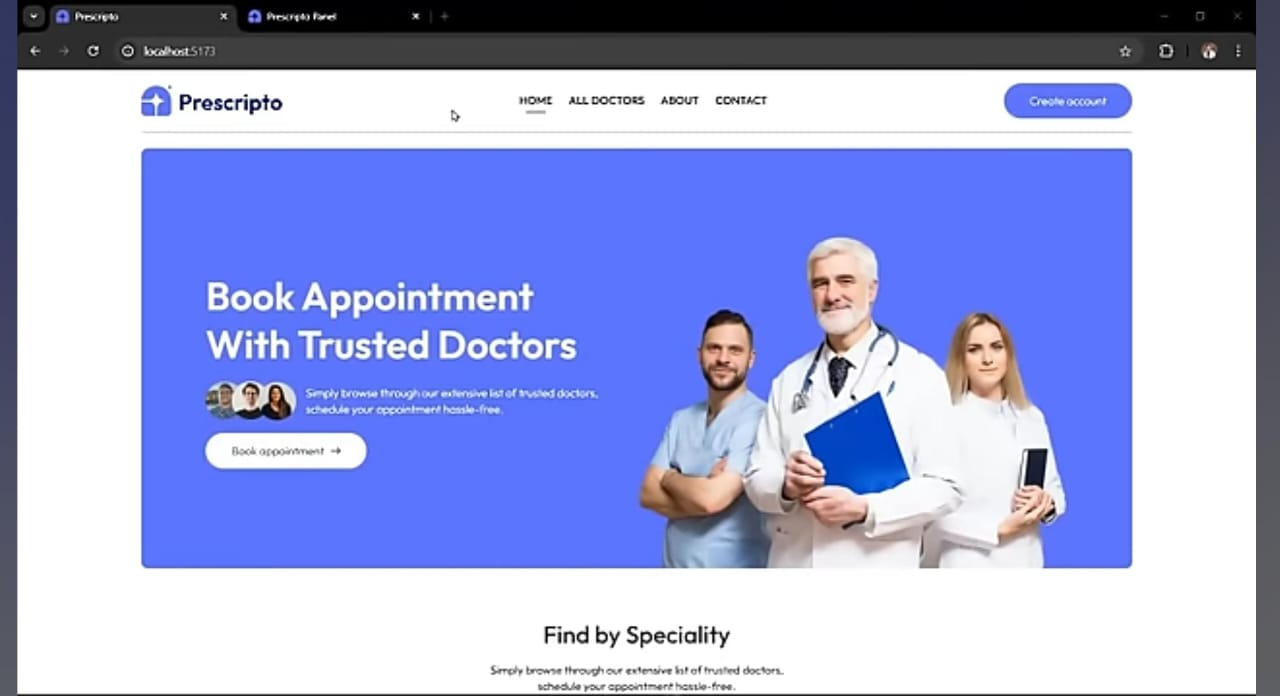 Prescripto
Prescripto Panel
localhost:5173
Prescripto
HOME
ALL DOCTORS
ABOUT
CONTACT
Create account
Book Appointment
With Trusted Doctors
Simply browse through our extensive list of trusted doctors,
schedule your appointment hassle-free.
Book appointment
Find by Speciality
Simply browse through our extensive list of trusted doctors,
schedule your appointment hassle-free.